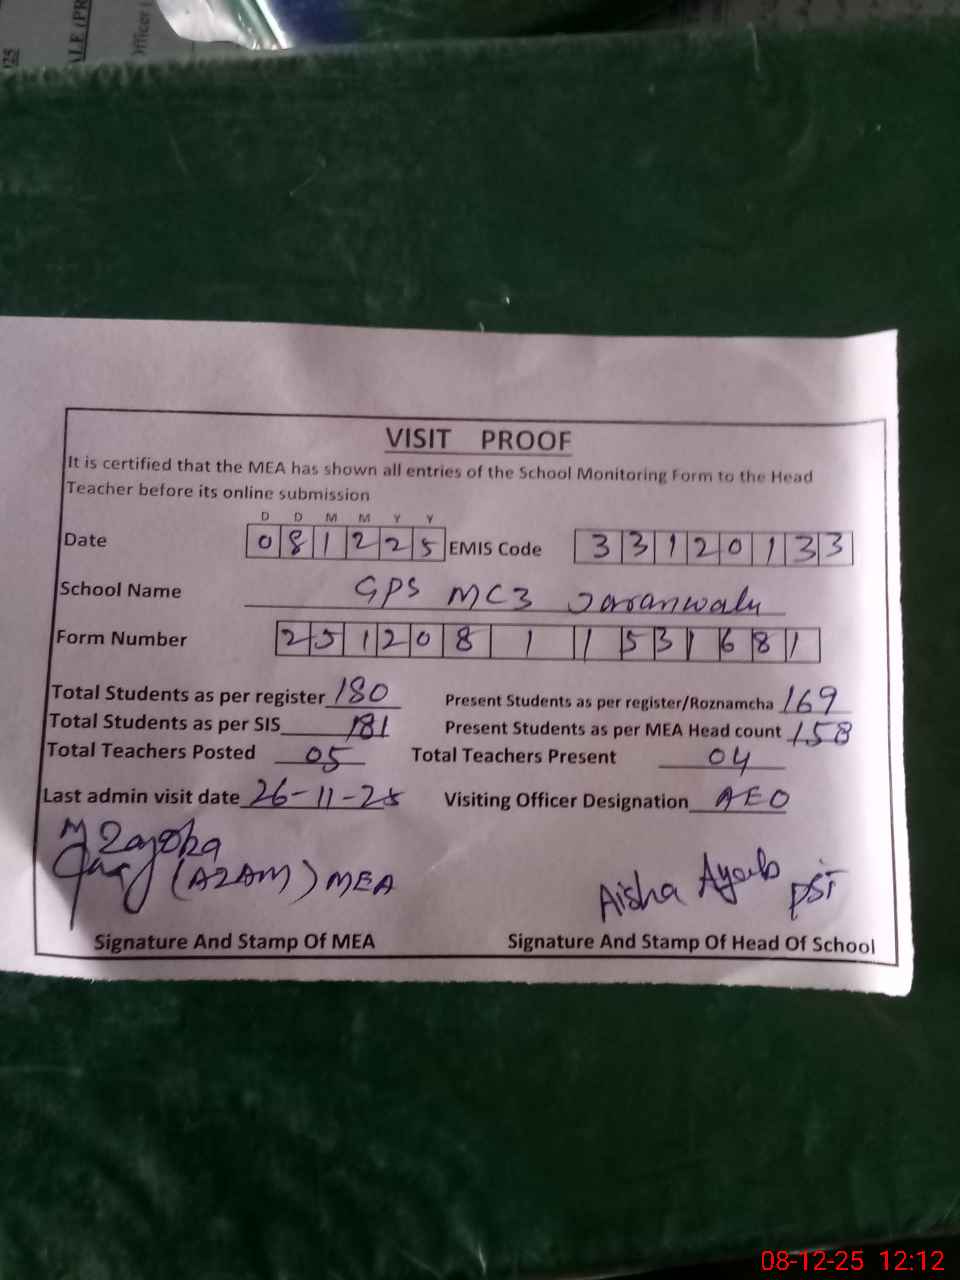 VISIT PROOF
It is certified that the MEA has shown all entries of the School Monitoring Form to the Head
Teacher before its online submission
D D M M Y Y
Date 0 8 1 2 2 5 EMIS Code 3 3 1 2 0 1 3 3
School Name GPS MC3 Jaranwala
Form Number 2 5 1 2 0 8 1 1 5 3 1 6 8 1
Total Students as per register 180 Present Students as per register/Roznamcha 169
Total Students as per SIS 181 Present Students as per MEA Head count 158
Total Teachers Posted 05 Total Teachers Present 04
Last admin visit date 26-11-25 Visiting Officer Designation AEO
(AZAM) MEA Aisha Ayub PST
Signature And Stamp Of MEA Signature And Stamp Of Head Of School
08-12-25 12:12